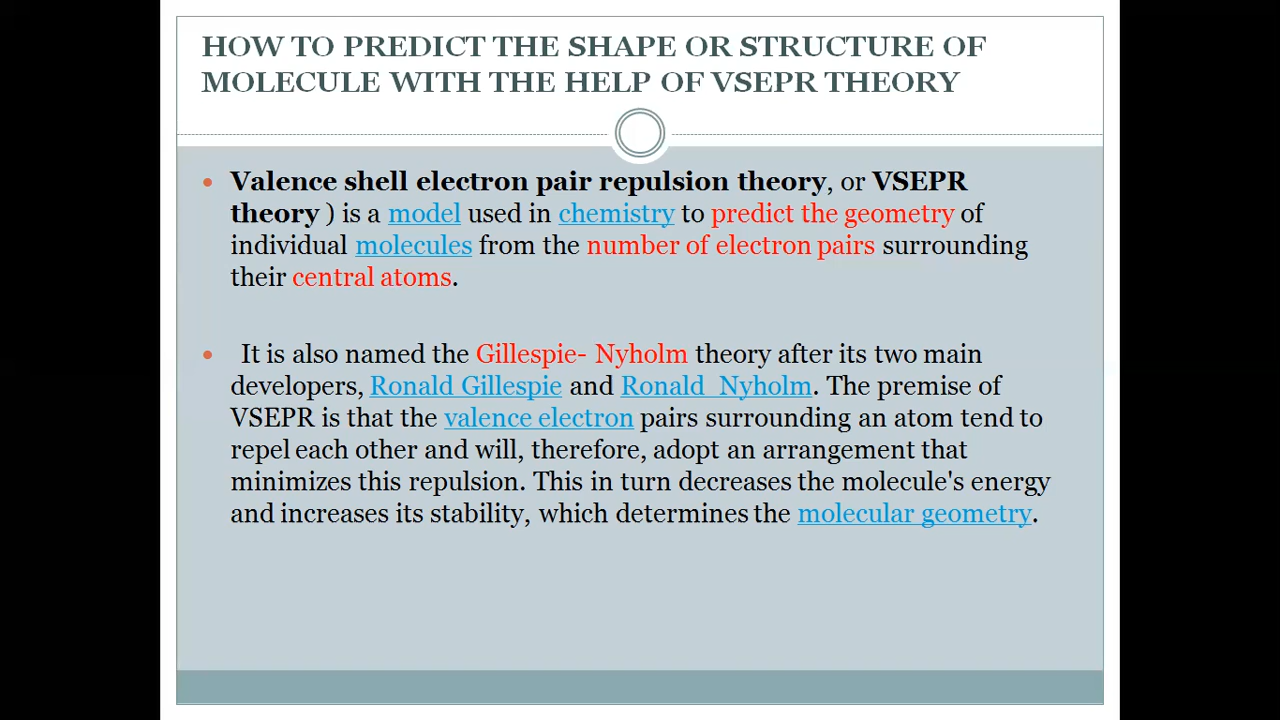 HOW TO PREDICT THE SHAPE OR STRUCTURE OF
MOLECULE WITH THE HELP OF VSEPR THEORY
• Valence shell electron pair repulsion theory, or VSEPR
theory ) is a model used in chemistry to predict the geometry of
individual molecules from the number of electron pairs surrounding
their central atoms.
• It is also named the Gillespie- Nyholm theory after its two main
developers, Ronald Gillespie and Ronald Nyholm. The premise of
VSEPR is that the valence electron pairs surrounding an atom tend to
repel each other and will, therefore, adopt an arrangement that
minimizes this repulsion. This in turn decreases the molecule's energy
and increases its stability, which determines the molecular geometry.